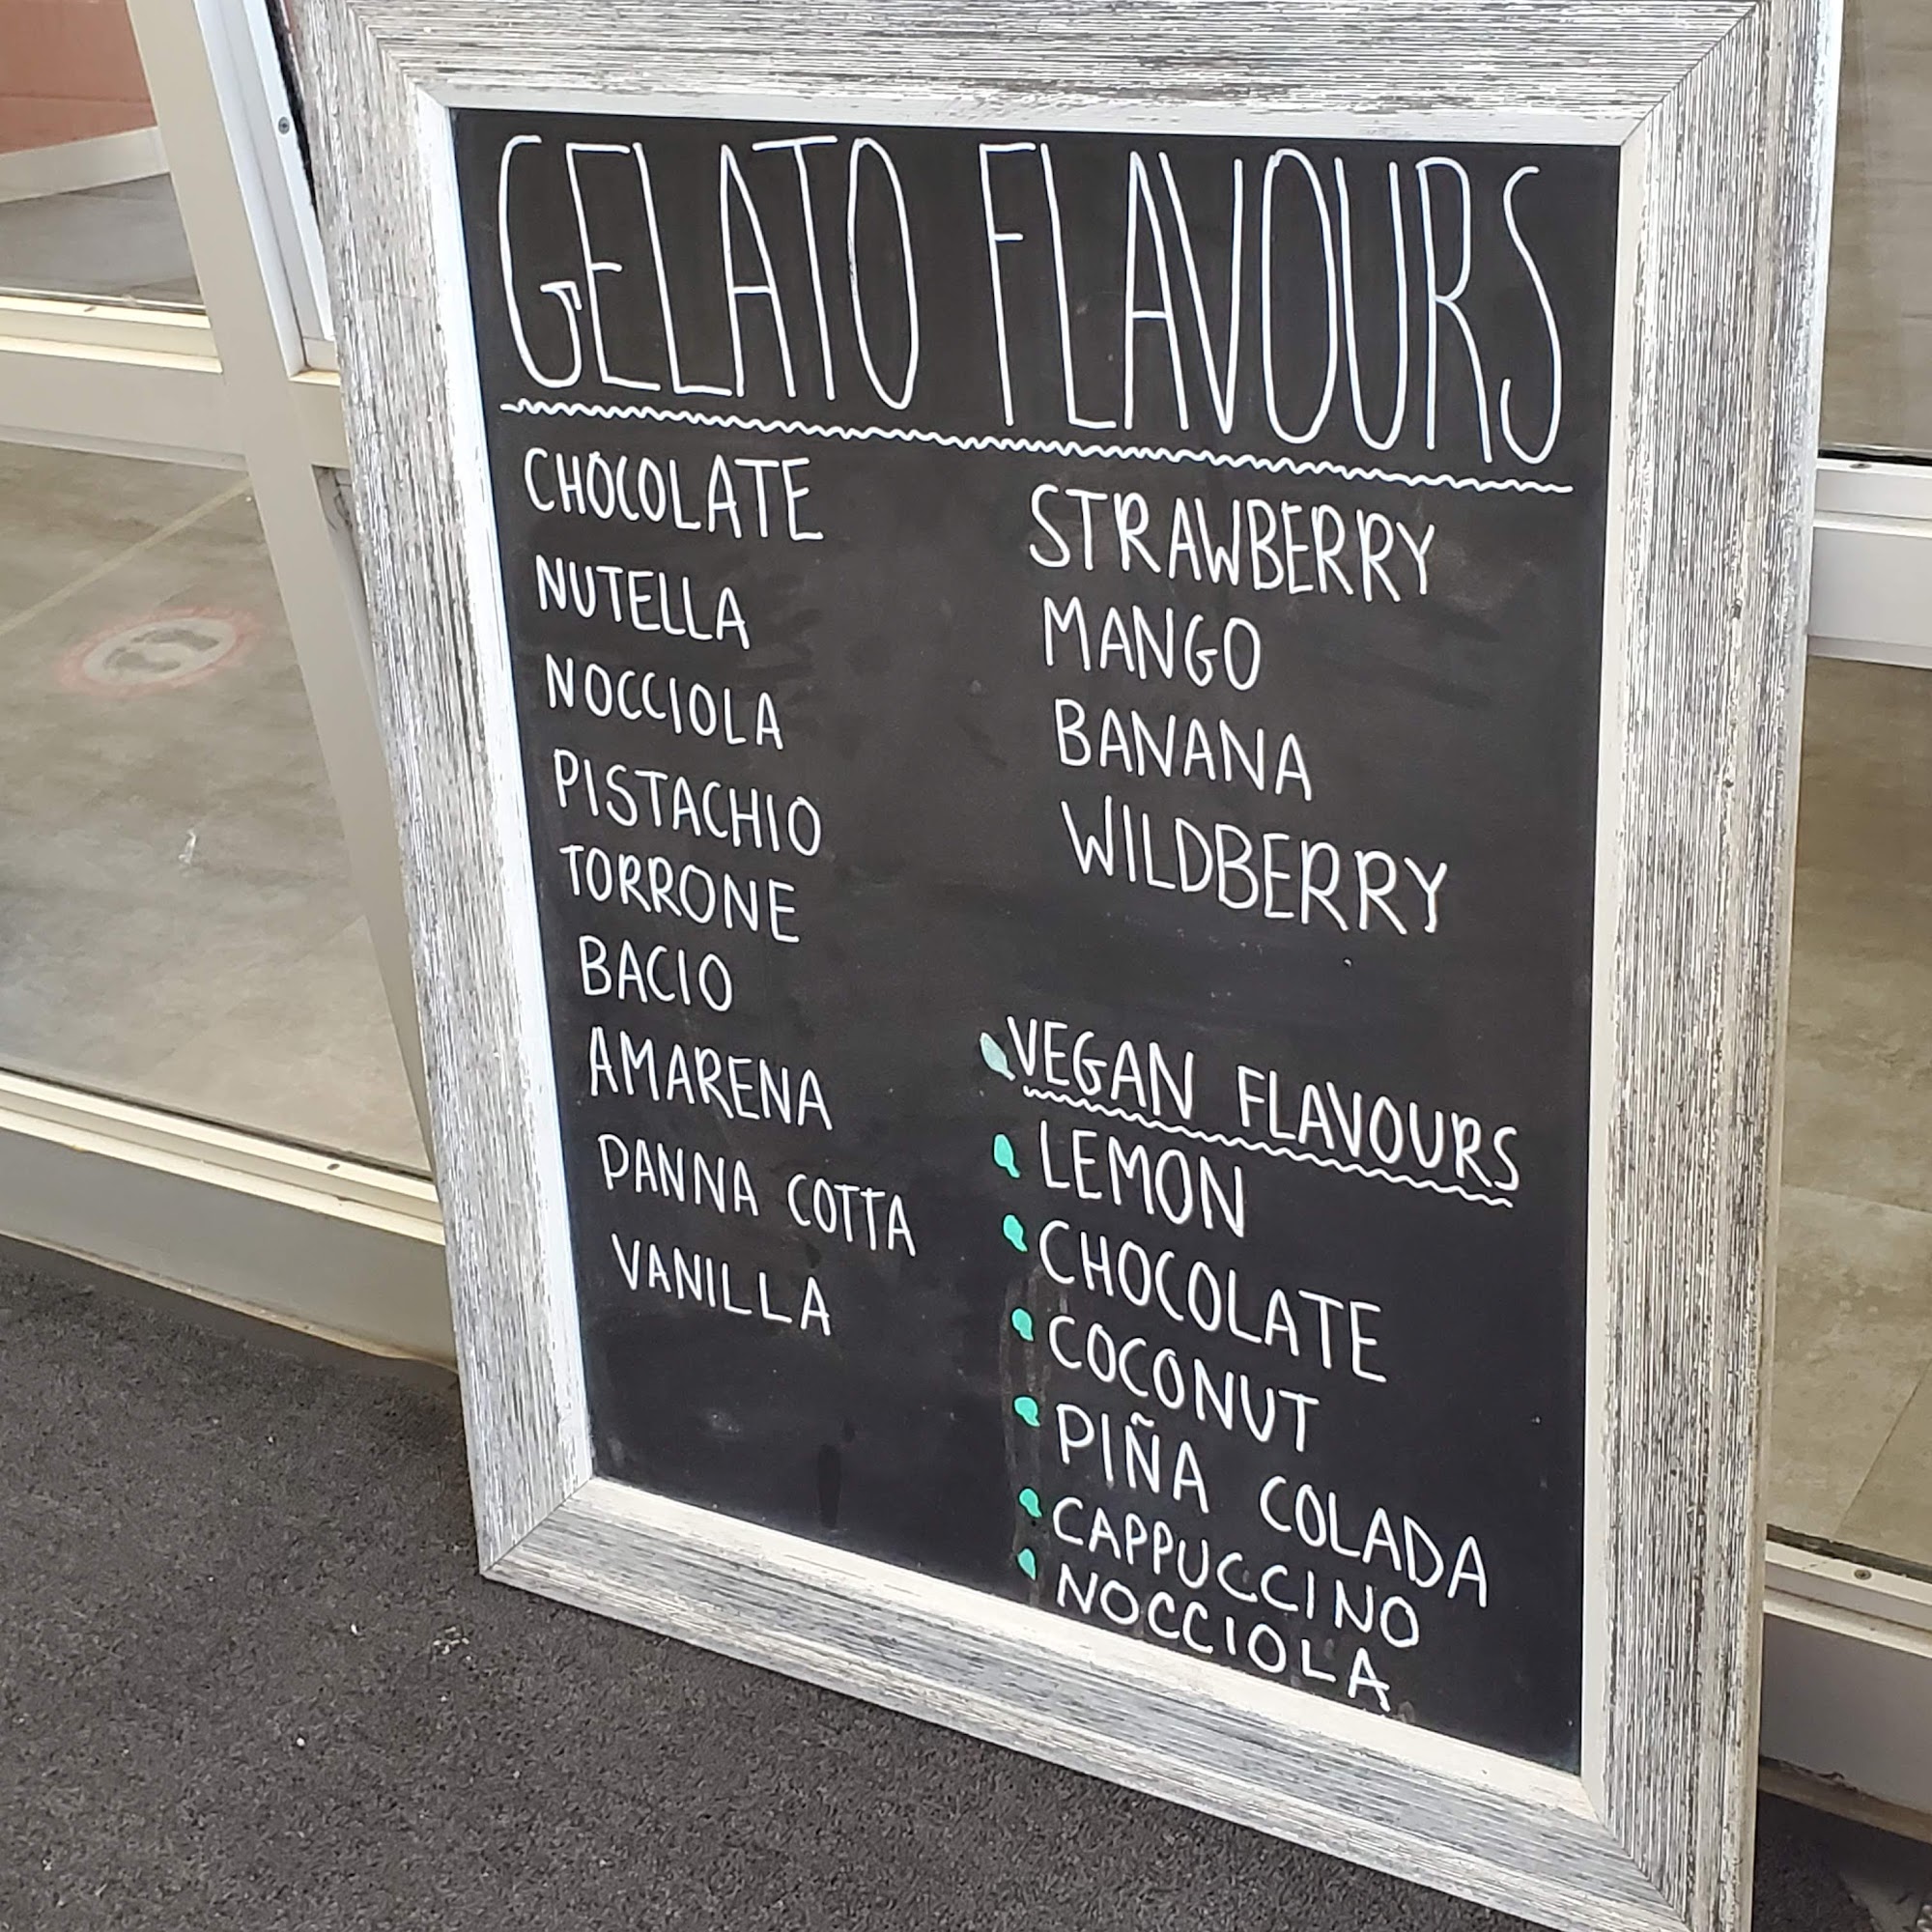 GELATO FLAVOURS
CHOCOLATE
NUTELLA
NOCCIOLA
PISTACHIO
TORRONE
BACIO
AMARENA
PANNA COTTA
VANILLA
STRAWBERRY
MANGO
BANANA
WILDBERRY
VEGAN FLAVOURS
LEMON
CHOCOLATE
COCONUT
PIÑA COLADA
CAPPUCCINO
NOCCIOLA